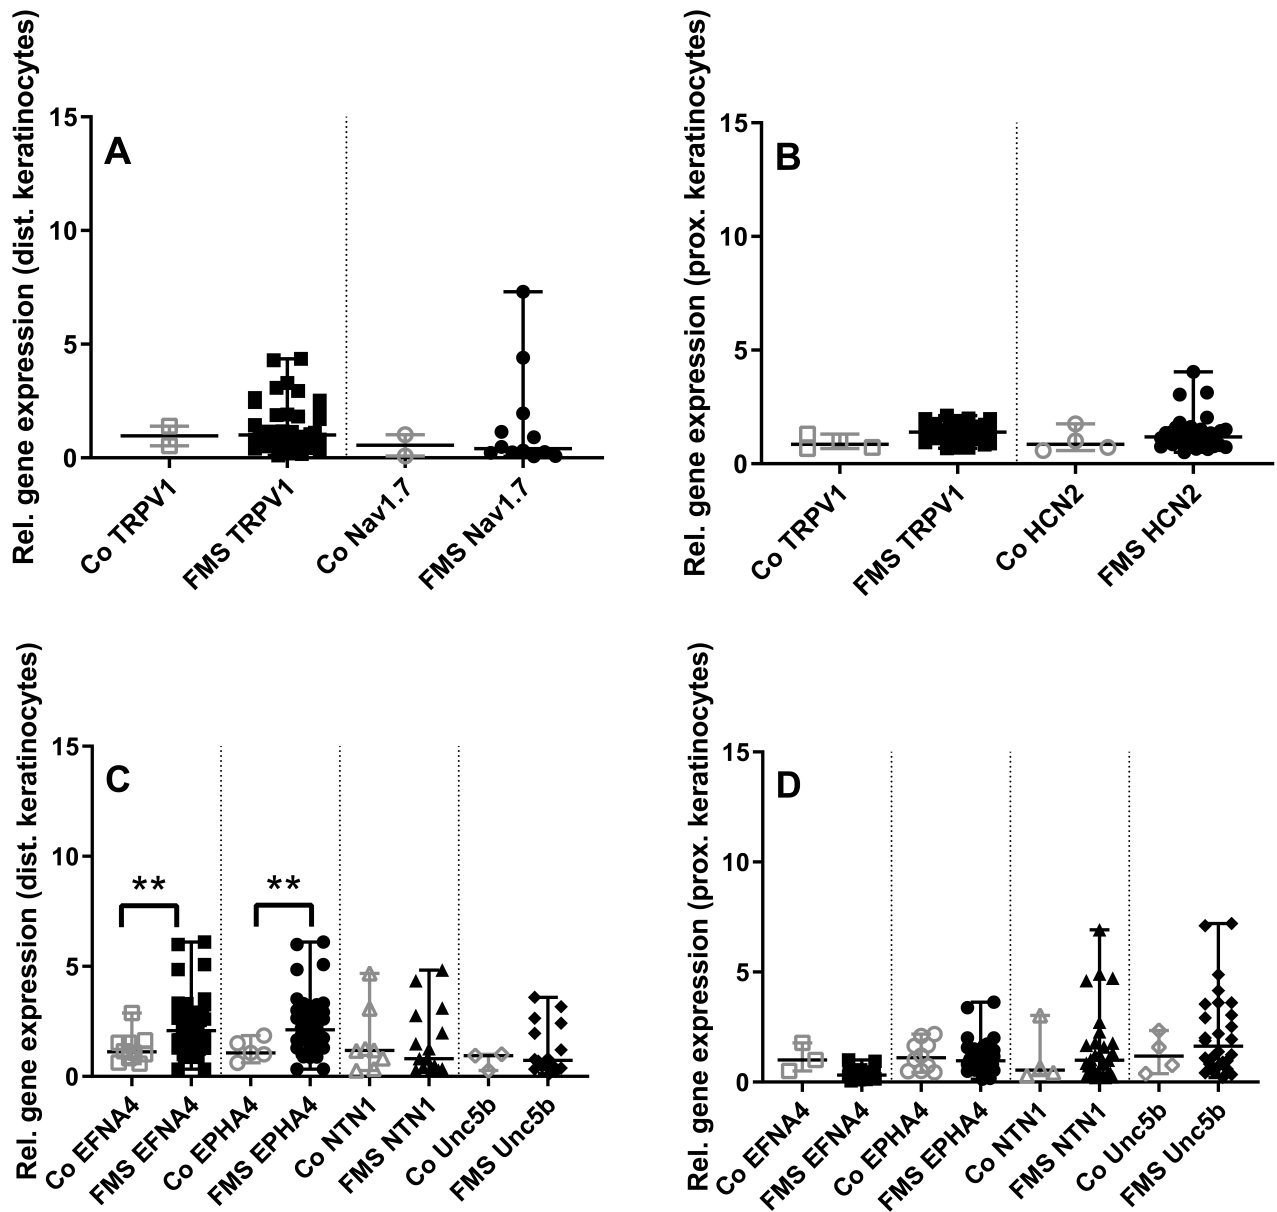 Rel. gene expression (dist. keratinocytes)
15
10
5
0
A
Co TRPV1
FMS TRPV1
Co Nav1.7
FMS Nav1.7
Rel. gene expression (prox. keratinocytes)
15
10
5
0
B
Co TRPV1
FMS TRPV1
Co HCN2
FMS HCN2
Rel. gene expression (dist. keratinocytes)
15
10
5
0
C
**
**
Co EFNA4
FMS EFNA4
Co EPHA4
FMS EPHA4
Co NTN1
FMS NTN1
Co Unc5b
FMS Unc5b
Rel. gene expression (prox. keratinocytes)
15
10
5
0
D
Co EFNA4
FMS EFNA4
Co EPHA4
FMS EPHA4
Co NTN1
FMS NTN1
Co Unc5b
FMS Unc5b